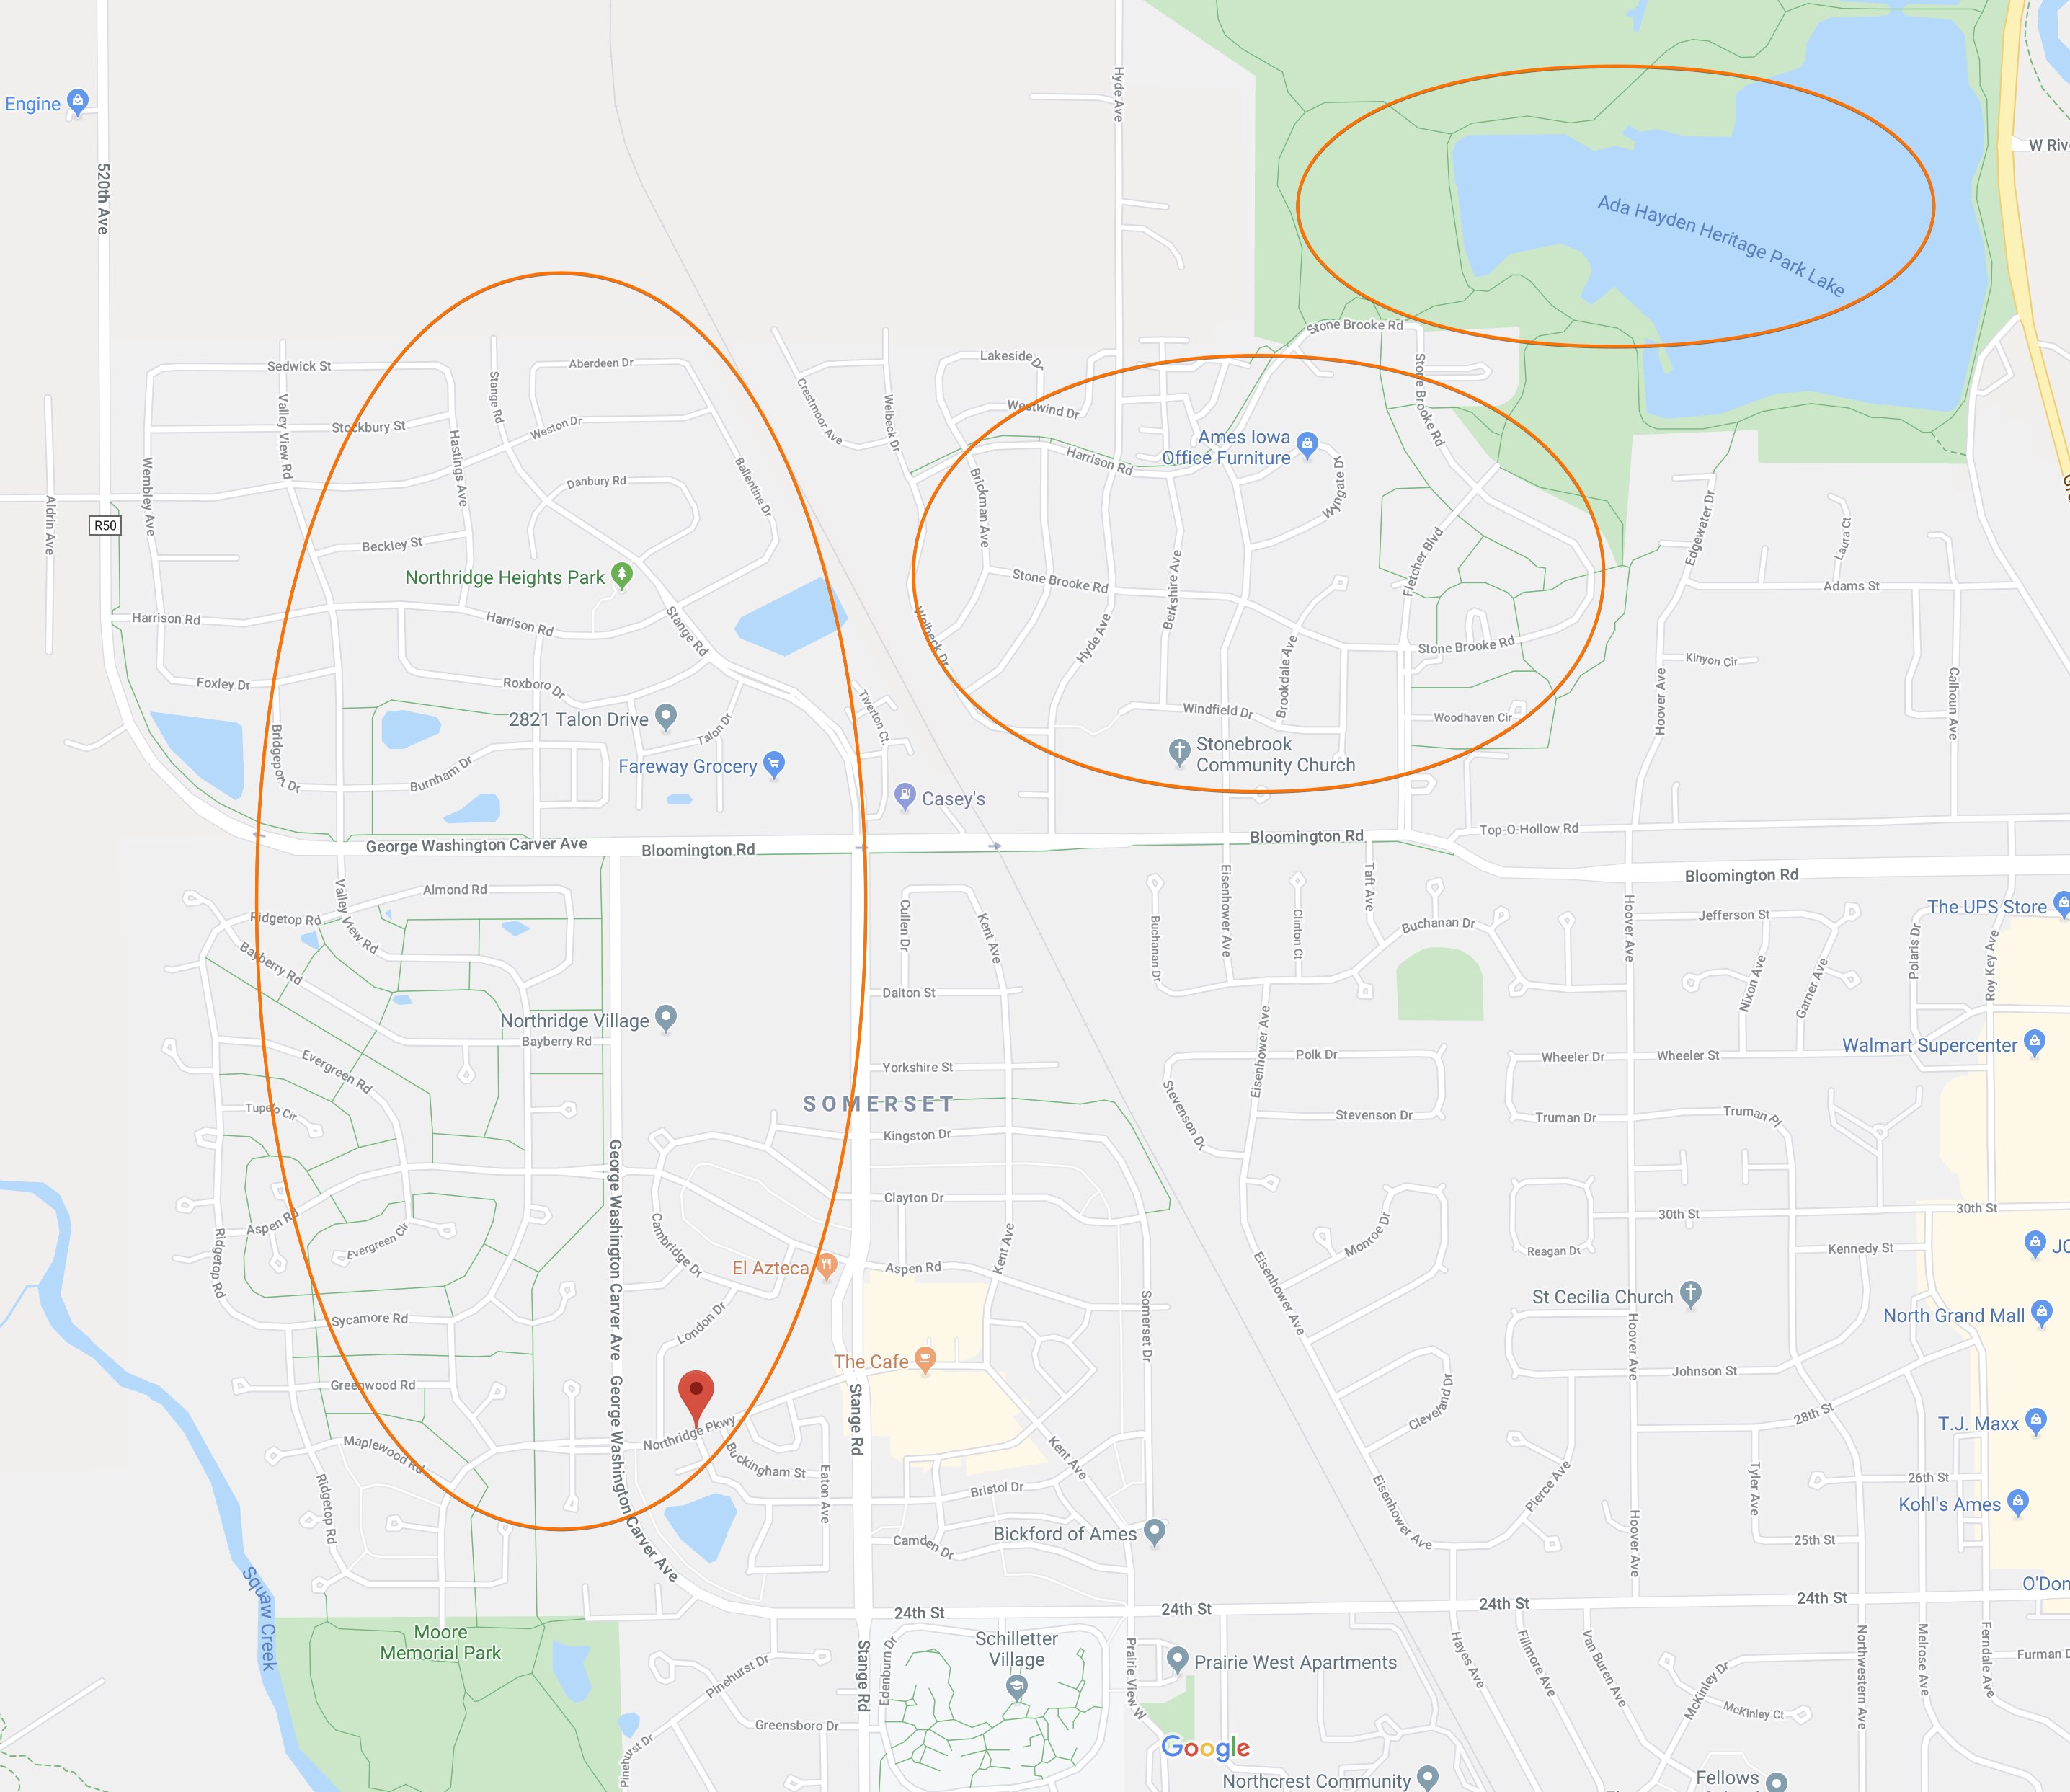 Engine
520th Ave
Hyde Ave
W Riv
Ada Hayden Heritage Park Lake
Stone Brooke Rd
Sedwick St
Stange Rd
Aberdeen Dr
Crestmoor Ave
Welbeck Dr
Lakeside Dr
Stone Brooke Rd
Valley View Rd
Stockbury St
Hastings Ave
Weston Dr
Westwind Dr
Ames Iowa
Office Furniture
Wembley Ave
Aldrin Ave
Danbury Rd
Ballentine Dr
Harrison Rd
Brickman Ave
Wyngate Dr
Edgewater Dr
Laura Ct
R50
Beckley St
Northridge Heights Park
Stone Brooke Rd
Berkshire Ave
Fletcher Blvd
Adams St
Harrison Rd
Harrison Rd
Stange Rd
Welbeck Dr
Hyde Ave
Brookdale Ave
Stone Brooke Rd
Kinyon Cir
Foxley Dr
Roxboro Dr
Tiverton Ct
Hoover Ave
Calhoun Ave
2821 Talon Drive
Talon Dr
Windfield Dr
Woodhaven Cir
Bridgeport Dr
Burnham Dr
Fareway Grocery
Stonebrook
Community Church
Casey's
George Washington Carver Ave
Bloomington Rd
Bloomington Rd
Top-O-Hollow Rd
Bloomington Rd
Almond Rd
Ridgetop Rd
Valley View Rd
Bayberry Rd
Cullen Dr
Kent Ave
Buchanan Dr
Eisenhower Ave
Clinton Ct
Taft Ave
Buchanan Dr
Hoover Ave
Jefferson St
The UPS Store
Polaris Dr
Roy Key Ave
Nixon Ave
Garner Ave
Dalton St
Northridge Village
Bayberry Rd
Evergreen Rd
Yorkshire St
Eisenhower Ave
Polk Dr
Wheeler Dr
Wheeler St
Walmart Supercenter
Tupelo Cir
SOMERSET
Kingston Dr
Stevenson Dr
Stevenson Dr
Truman Dr
Truman Pl
George Washington Carver Ave
Clayton Dr
Aspen Rd
Evergreen Cir
Ridgetop Rd
Cambridge Dr
Kent Ave
Monroe Dr
Reagan Dr
30th St
30th St
Kennedy St
JC
El Azteca
Aspen Rd
Eisenhower Ave
St Cecilia Church
North Grand Mall
Sycamore Rd
London Dr
Somerset Dr
Hoover Ave
The Cafe
Johnson St
Greenwood Rd
George Washington Carver Ave
Stange Rd
Cleveland Dr
28th St
T.J. Maxx
Northridge Pkwy
Maplewood Rd
Buckingham St
Kent Ave
Ridgetop Rd
Eaton Ave
Bristol Dr
Eisenhower Ave
Pierce Ave
Tyler Ave
26th St
Kohl's Ames
Camden Dr
Bickford of Ames
Hoover Ave
25th St
Squaw Creek
O'Don
24th St
24th St
24th St
24th St
Moore
Memorial Park
Stange Rd
Edenburn Dr
Schilletter
Village
Prairie View W
Prairie West Apartments
Hayes Ave
Fillmore Ave
Van Buren Ave
McKinley Dr
McKinley Ct
Northwestern Ave
Melrose Ave
Ferndale Ave
Furman D
Pinehurst Dr
Greensboro Dr
Pinehurst Dr
Google
Northcrest Community
Fellows